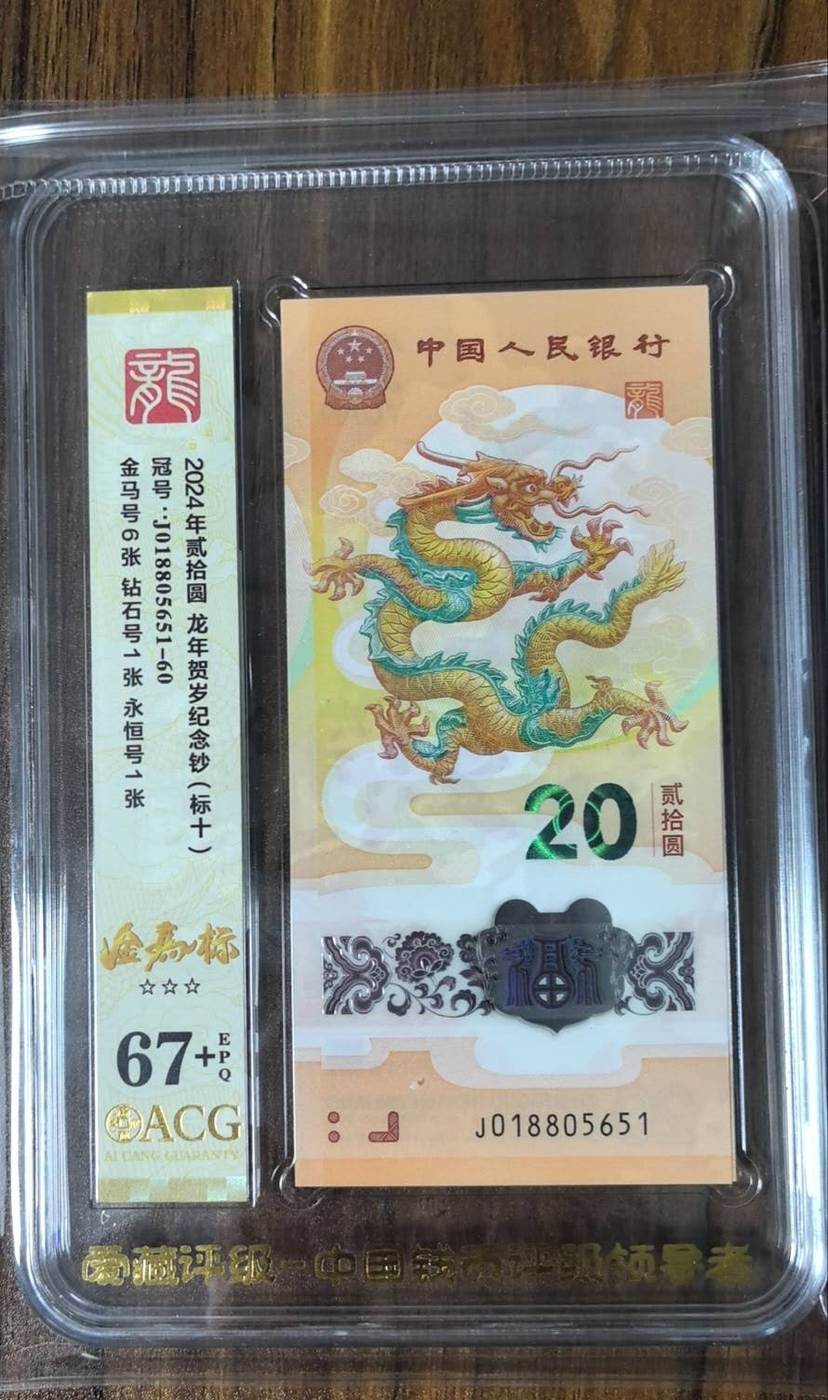 龍
2024年贰拾圆 龙年贺岁纪念钞(标十)
冠号:J018805651-60
金马号6张 钻石号1张 永恒号1张
金马标
☆☆☆
67+EPQ
ACG
AI CANG GUARANTY
中国人民银行
龍
20
贰拾圆
福
J018805651
爱藏评级-中国钱币评级领导者